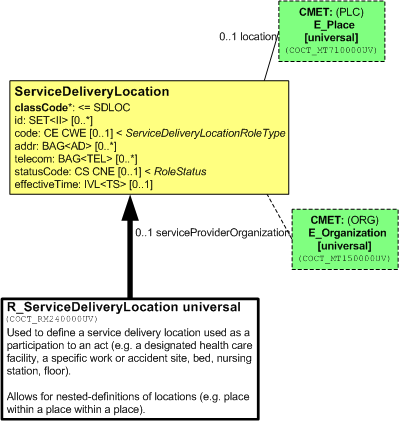 CMET: (PLC)
E_Place
[universal]
(COCT_MT710000UV)
0..1 location
ServiceDeliveryLocation
classCode*: <= SDLOC
id: SET<II> [0..*]
code: CE CWE [0..1] < ServiceDeliveryLocationRoleType
addr: BAG<AD> [0..*]
telecom: BAG<TEL> [0..*]
statusCode: CS CNE [0..1] < RoleStatus
effectiveTime: IVL<TS> [0..1]
0..1 serviceProviderOrganization
CMET: (ORG)
E_Organization
[universal]
(COCT_MT150000UV)
R_ServiceDeliveryLocation universal
(COCT_RM240000UV)
Used to define a service delivery location used as a
participation to an act (e.g. a designated health care
facility, a specific work or accident site, bed, nursing
station, floor).
Allows for nested-definitions of locations (e.g. place
within a place within a place).